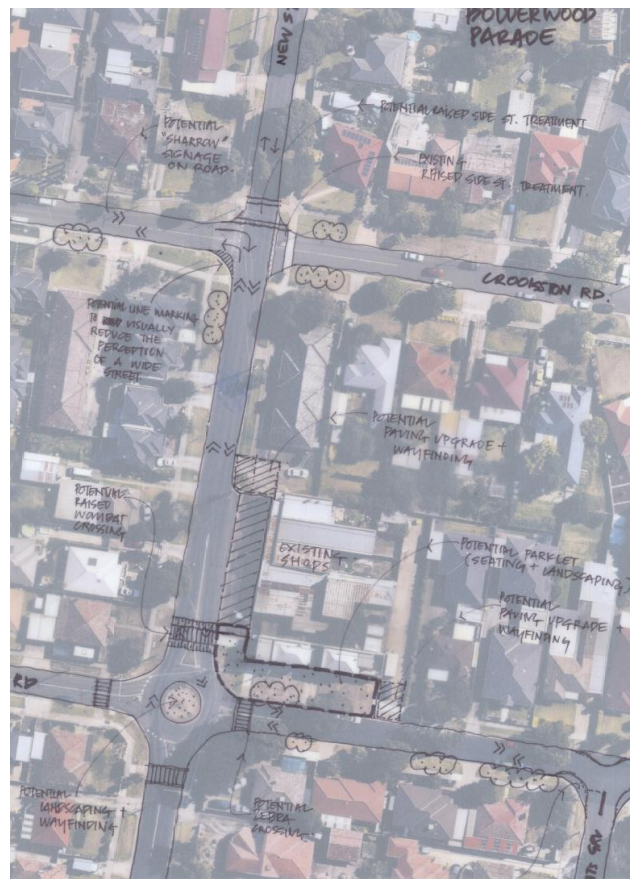 NEW S
BOWERWOOD
PARADE
POTENTIAL RAISED SIDE ST. TREATMENT
POTENTIAL
"SHARROW"
SIGNAGE
ON ROAD.
EXISTING
RAISED SIDE ST. TREATMENT.
CROOKSTON RD.
POTENTIAL LINE MARKING
TO VISUALLY
REDUCE THE
PERCEPTION
OF A WIDE
STREET
POTENTIAL
PAVING UPGRADE +
WAYFINDING
POTENTIAL
RAISED
WOMBAT
CROSSING
EXISTING
SHOPS
POTENTIAL PARKLET
(SEATING + LANDSCAPING)
POTENTIAL
PAVING UPGRADE +
WAYFINDING
RD
POTENTIAL
LANDSCAPING +
WAYFINDING
POTENTIAL
ZEBRA
CROSSING.